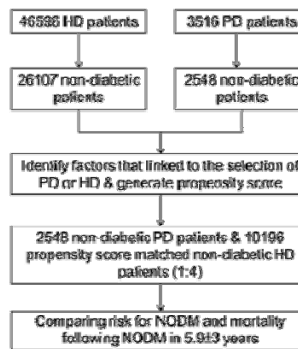 46596 HD patients
3516 PD patients
26107 non-diabetic
patients
2548 non-diabetic
patients
Identify factors that linked to the selection of
PD or HD & generate propensity score
2548 non-diabetic PD patients & 10196
propensity score matched non-diabetic HD
patients (1:4)
Comparing risk for NODM and mortality
following NODM in 5.9±3 years